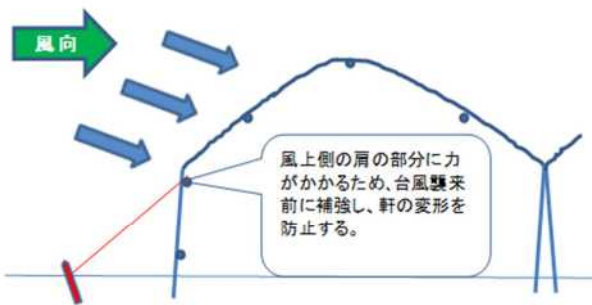 風向
風上側の肩の部分に力
がかかるため、台風襲来
前に補強し、軒の変形を
防止する。